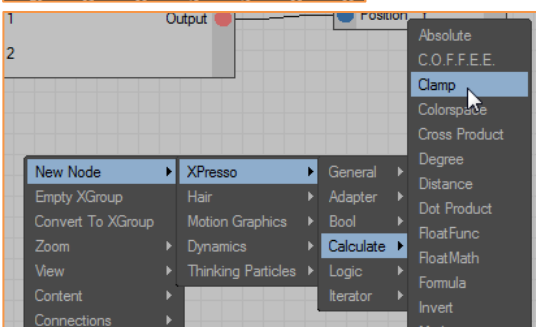 1
Output
Position . Y
2
Absolute
C.O.F.F.E.E.
Clamp
Colorspace
Cross Product
Degree
Distance
Dot Product
FloatFunc
FloatMath
Formula
Invert
New Node
Empty XGroup
Convert To XGroup
Zoom
View
Content
Connections
XPresso
Hair
Motion Graphics
Dynamics
Thinking Particles
General
Adapter
Bool
Calculate
Logic
Iterator